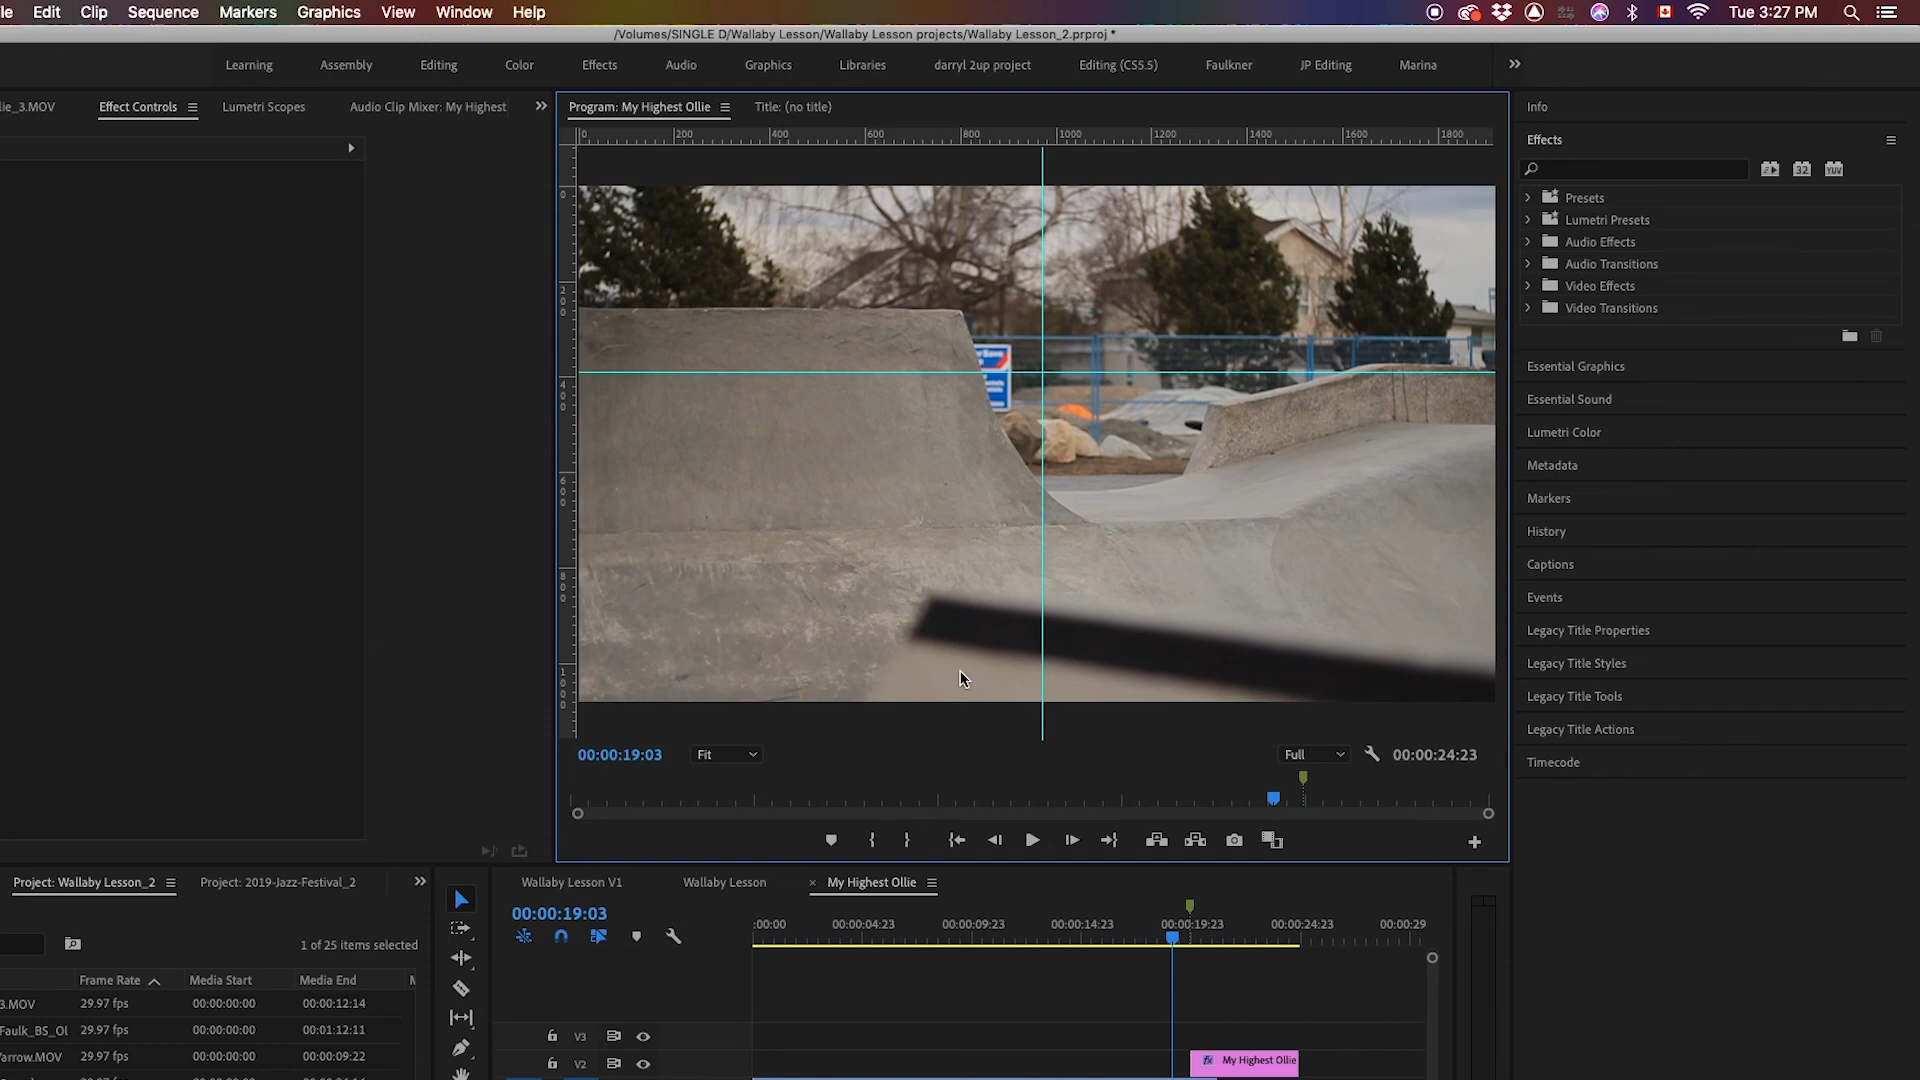 Edit Clip Sequence Markers Graphics View Window Help Tue 3:27 PM
/Volumes/SINGLE D/Wallaby Lesson/Wallaby Lesson projects/Wallaby Lesson_2.prproj *
Learning Assembly Editing Color Effects Audio Graphics Libraries darryl 2up project Editing (CS5.5) Faulkner JP Editing Marina
lie_3.MOV Effect Controls Lumetri Scopes Audio Clip Mixer: My Highest
Program: My Highest Ollie Title: (no title)
0 200 400 600 800 1000 1200 1400 1600 1800
0
200
400
600
800
1000
Info
Effects
32 YUV
Presets
Lumetri Presets
Audio Effects
Audio Transitions
Video Effects
Video Transitions
Essential Graphics
Essential Sound
Lumetri Color
Metadata
Markers
History
Captions
Events
Legacy Title Properties
Legacy Title Styles
Legacy Title Tools
Legacy Title Actions
Timecode
00:00:19:03 Fit Full 00:00:24:23
Project: Wallaby Lesson_2 Project: 2019-Jazz-Festival_2
1 of 25 items selected
Frame Rate Media Start Media End
3.MOV 29.97 fps 00:00:00:00 00:00:12:14
Faulk_BS_Ol 29.97 fps 00:00:00:00 00:01:12:11
Yarrow.MOV 29.97 fps 00:00:00:00 00:00:09:22
Wallaby Lesson V1 Wallaby Lesson × My Highest Ollie
00:00:19:03
:00:00 00:00:04:23 00:00:09:23 00:00:14:23 00:00:19:23 00:00:24:23 00:00:29
V3
V2 fx My Highest Ollie